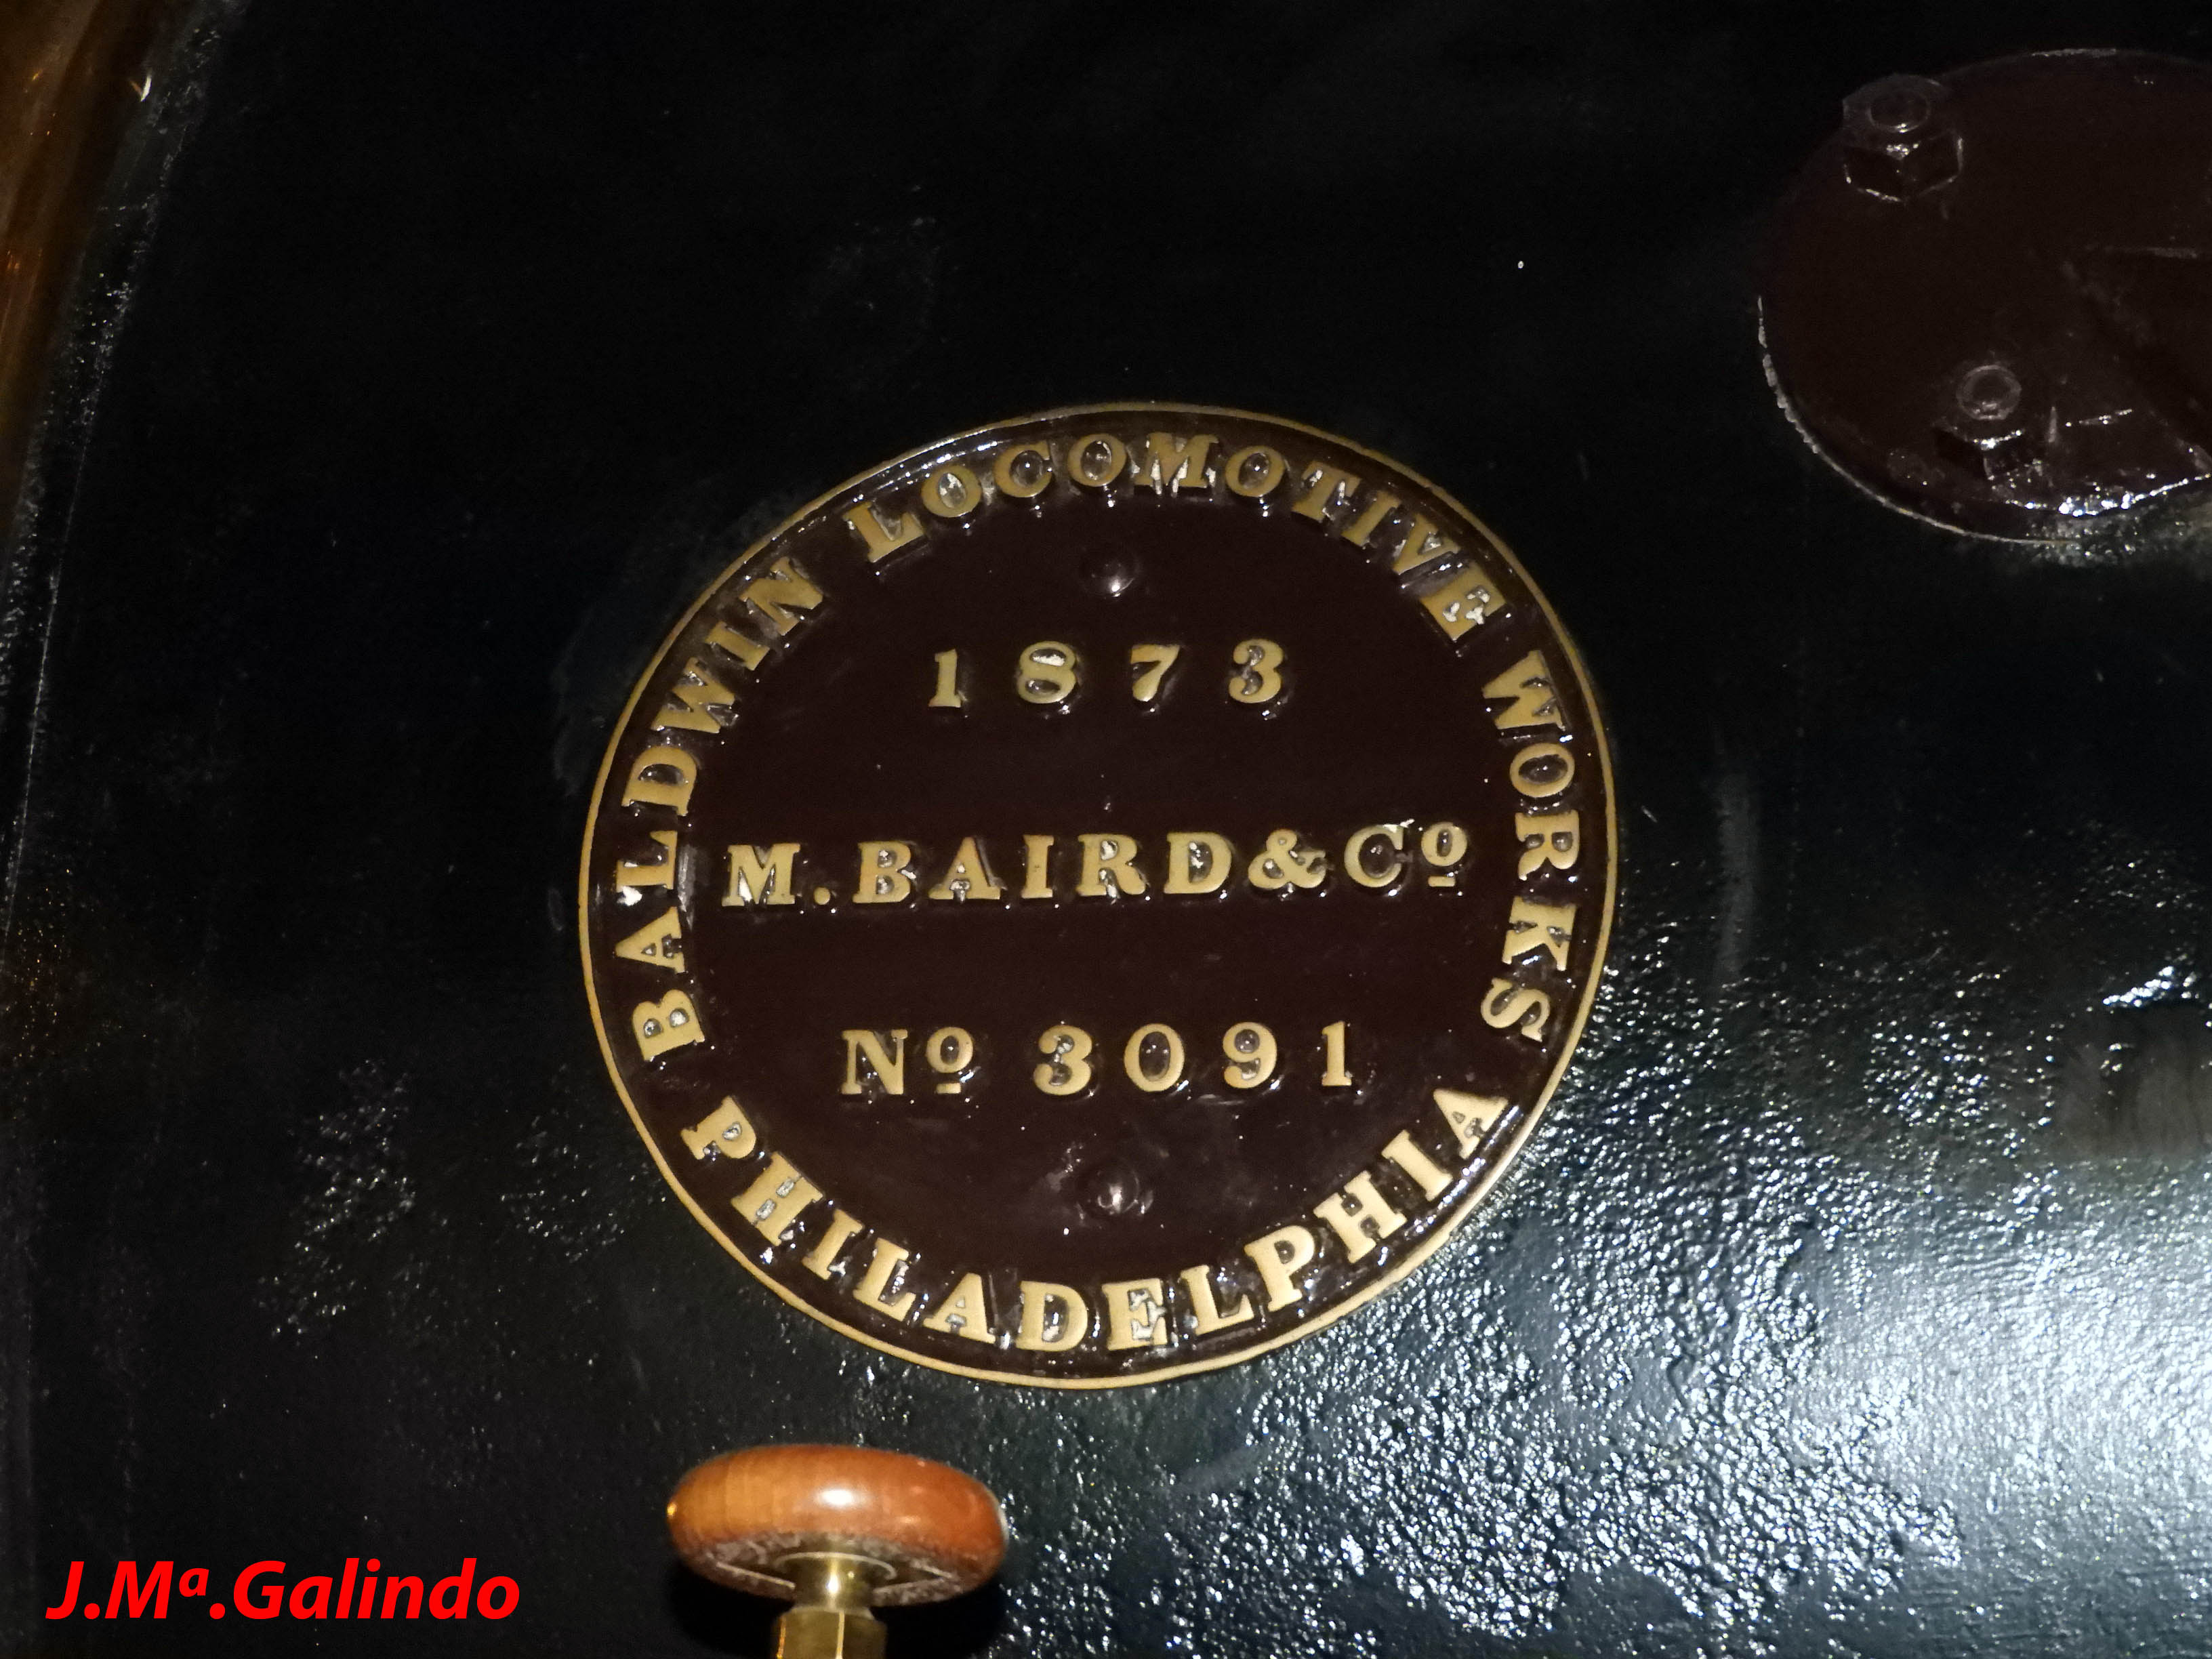 BALDWIN LOCOMOTIVE WORKS
1873
M. BAIRD & Cº
Nº 3091
PHILADELPHIA
J.Mª.Galindo